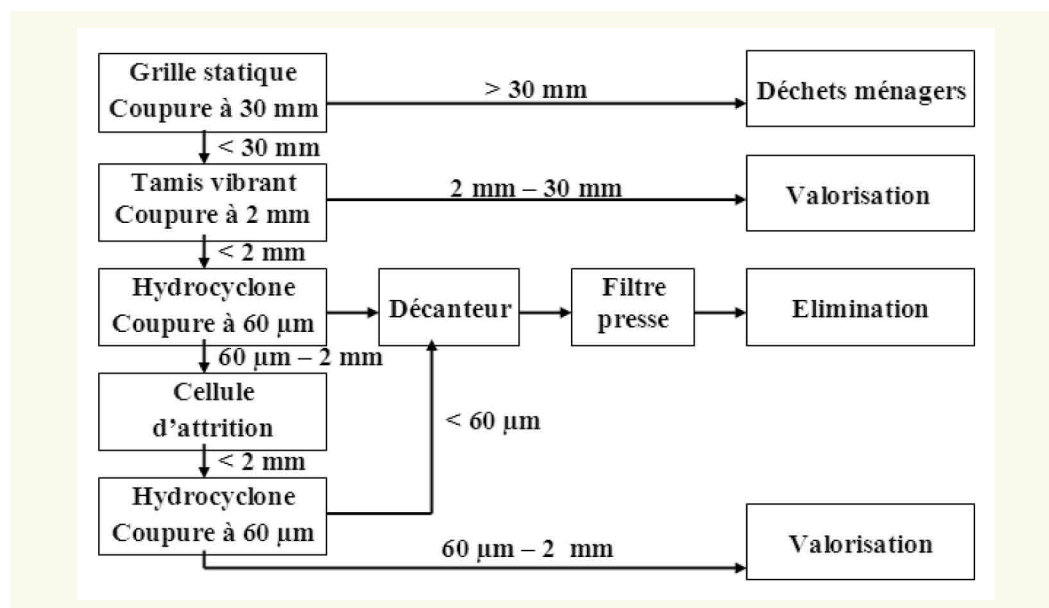 Grille statique
Coupure à 30 mm
> 30 mm
Déchets ménagers
< 30 mm
Tamis vibrant
Coupure à 2 mm
2 mm – 30 mm
Valorisation
< 2 mm
Hydrocyclone
Coupure à 60 µm
Décanteur
Filtre
presse
Elimination
60 µm – 2 mm
Cellule
d’attrition
< 60 µm
< 2 mm
Hydrocyclone
Coupure à 60 µm
60 µm – 2 mm
Valorisation